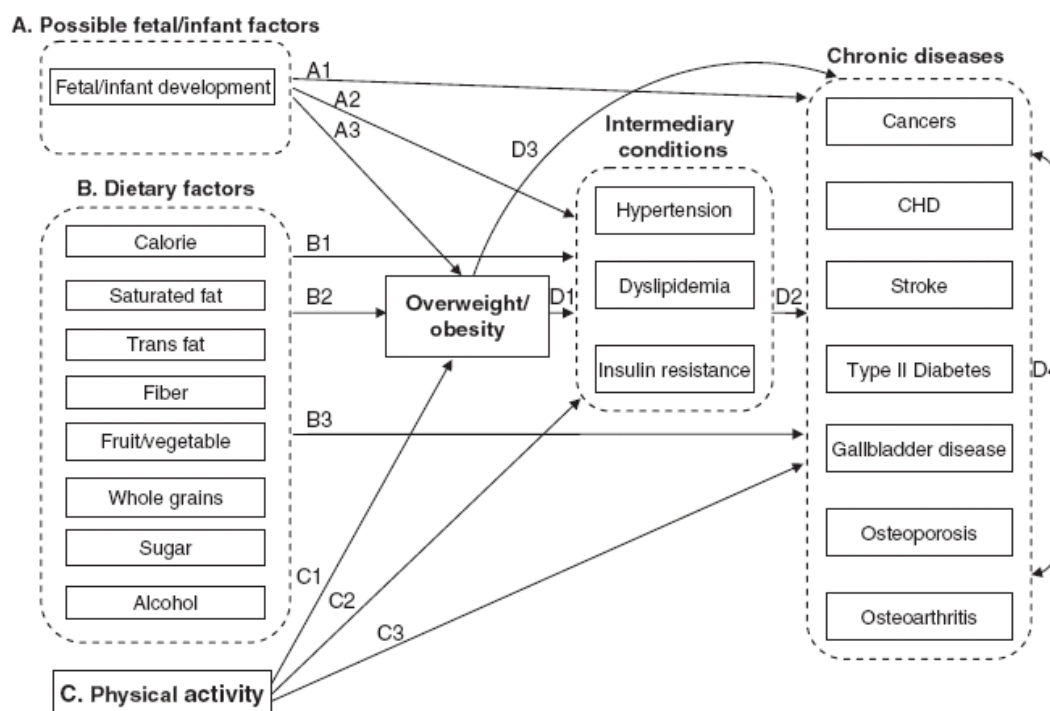 A. Possible fetal/infant factors
Fetal/infant development
A1
A2
A3
B. Dietary factors
Calorie
Saturated fat
Trans fat
Fiber
Fruit/vegetable
Whole grains
Sugar
Alcohol
B1
B2
B3
C. Physical activity
C1
C2
C3
Overweight/
obesity
D1
D3
Intermediary
conditions
Hypertension
Dyslipidemia
Insulin resistance
D2
Chronic diseases
Cancers
CHD
Stroke
Type II Diabetes
Gallbladder disease
Osteoporosis
Osteoarthritis
D4